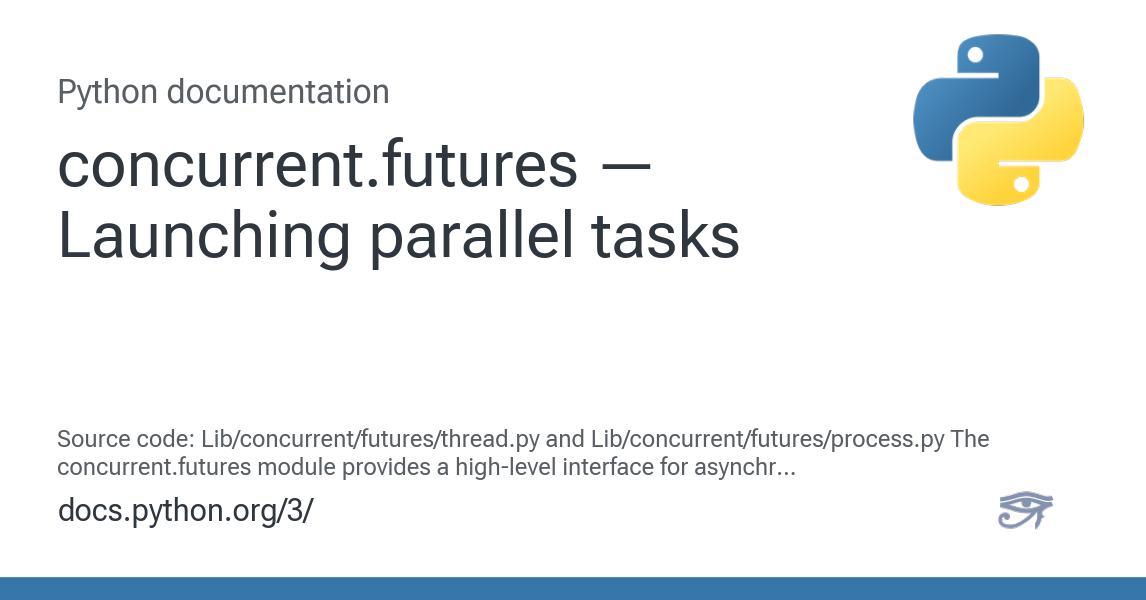 Python documentation
concurrent.futures —
Launching parallel tasks
Source code: Lib/concurrent/futures/thread.py and Lib/concurrent/futures/process.py The
concurrent.futures module provides a high-level interface for asynchr...
docs.python.org/3/